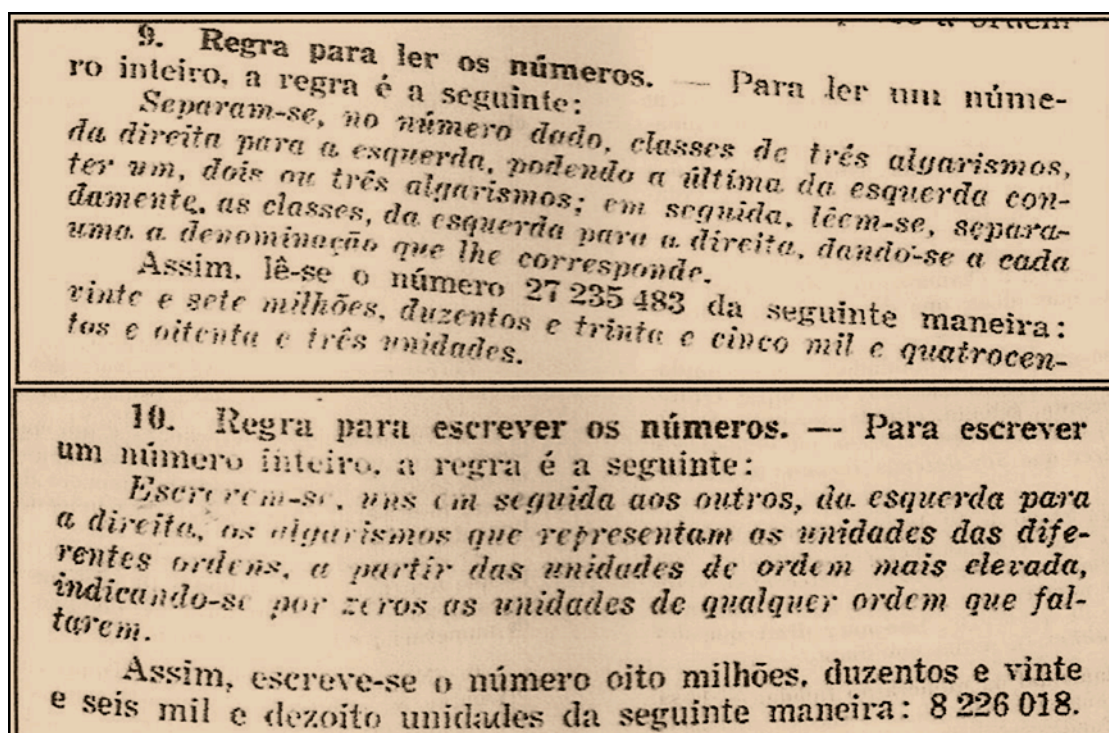 9. Regra para ler os números. — Para ler um núme-
ro inteiro, a regra é a seguinte:
Separam-se, no número dado, classes de três algarismos,
da direita para a esquerda, podendo a última da esquerda con-
ter um, dois ou três algarismos; em seguida, lêem-se, separa-
damente, as classes, da esquerda para a direita, dando-se a cada
uma a denominação que lhe corresponde.
Assim, lê-se o número 27 235 483 da seguinte maneira:
vinte e sete milhões, duzentos e trinta e cinco mil e quatrocen-
tos e oitenta e três unidades.
10. Regra para escrever os números. — Para escrever
um número inteiro, a regra é a seguinte:
Escrevem-se, uns em seguida aos outros, da esquerda para
a direita, os algarismos que representam as unidades das dife-
rentes ordens, a partir das unidades de ordem mais elevada,
indicando-se por zeros as unidades de qualquer ordem que fal-
tarem.
Assim, escreve-se o número oito milhões, duzentos e vinte
e seis mil e dezoito unidades da seguinte maneira: 8 226 018.